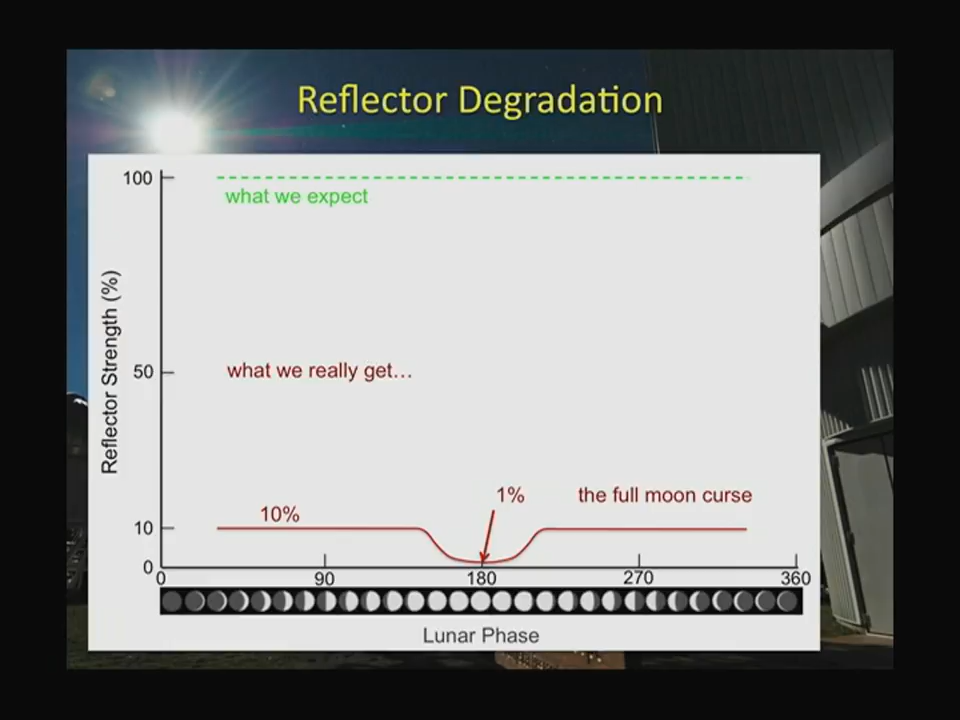 Reflector Degradation
100
what we expect
Reflector Strength (%)
50
what we really get…
1%
the full moon curse
10%
10
0
0 90 180 270 360
Lunar Phase